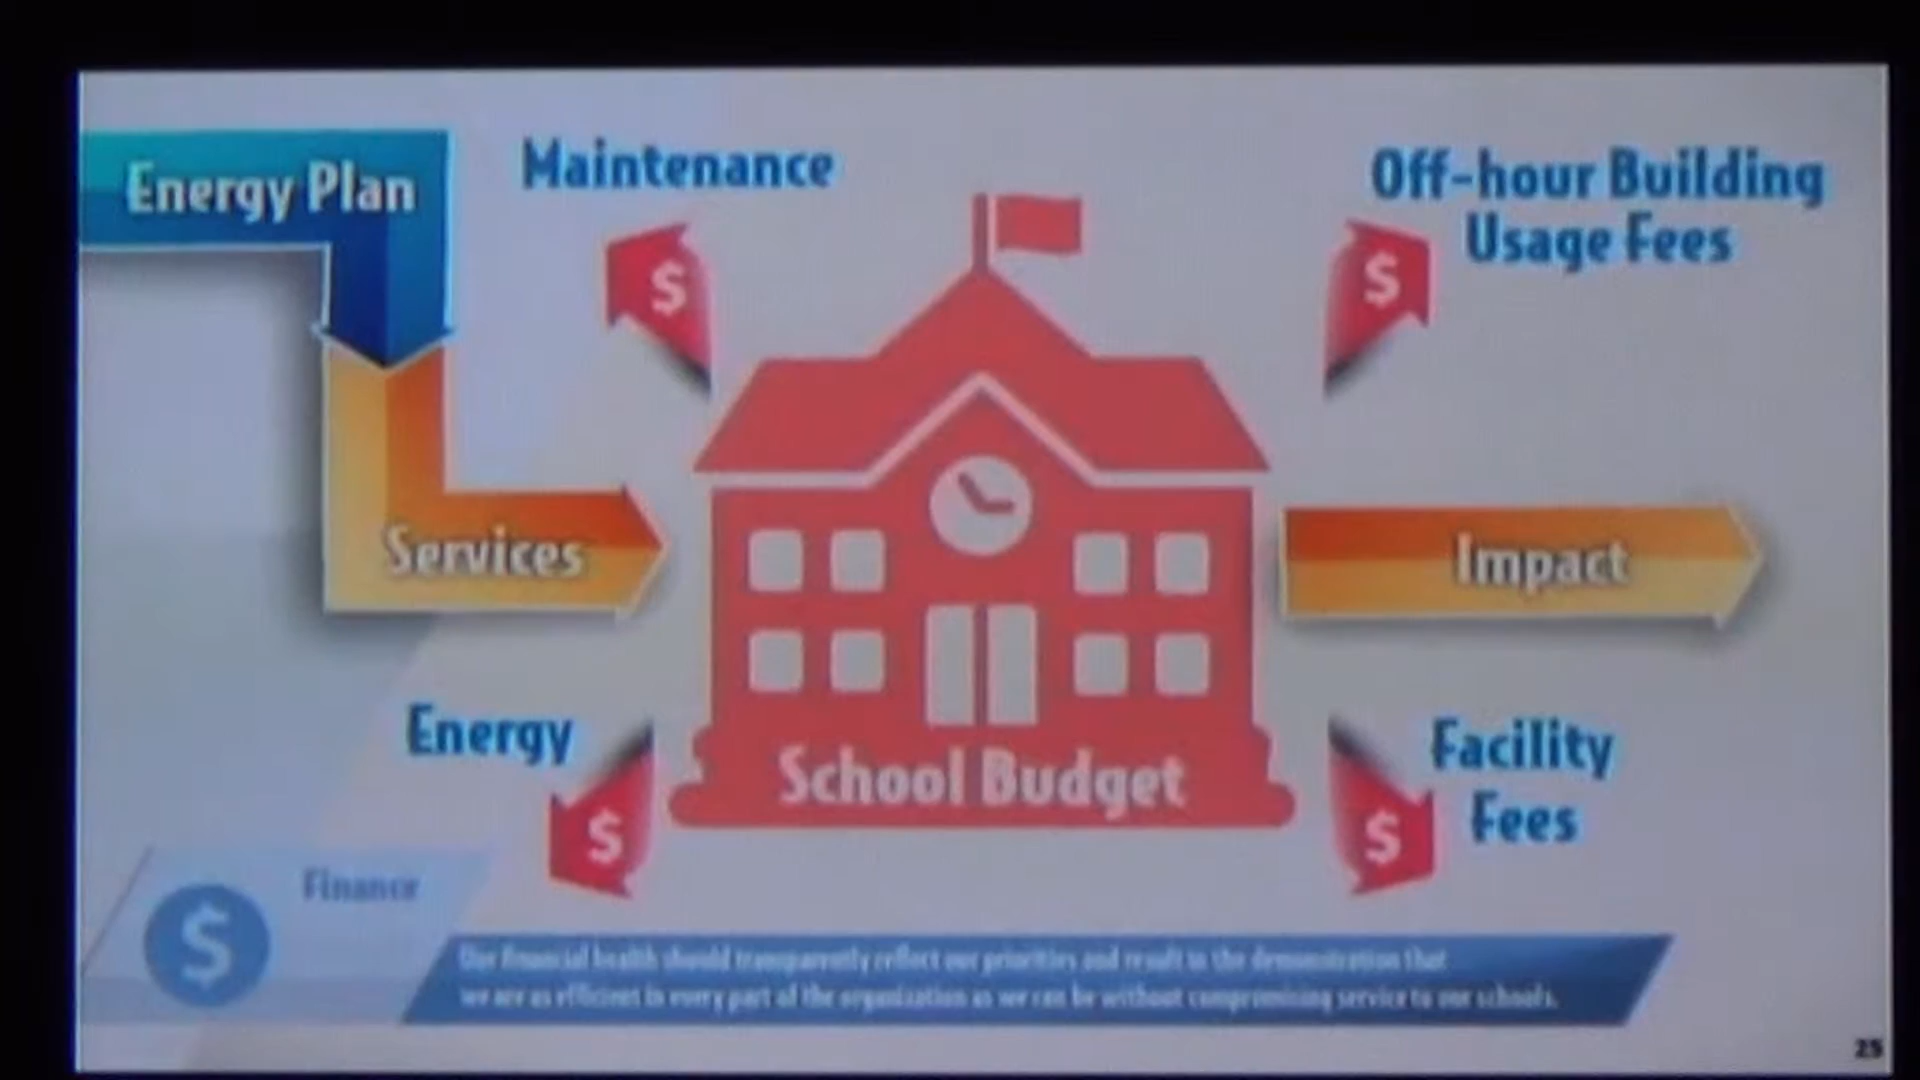 Energy Plan
Maintenance
Off-hour Building
Usage Fees
$
$
Services
Impact
Energy
Facility
Fees
School Budget
$
$
Finance
$
Our financial health should transparently reflect our priorities and result in the demonstration that
we are as efficient in every part of the organization as we can be without compromising service to our schools.
25